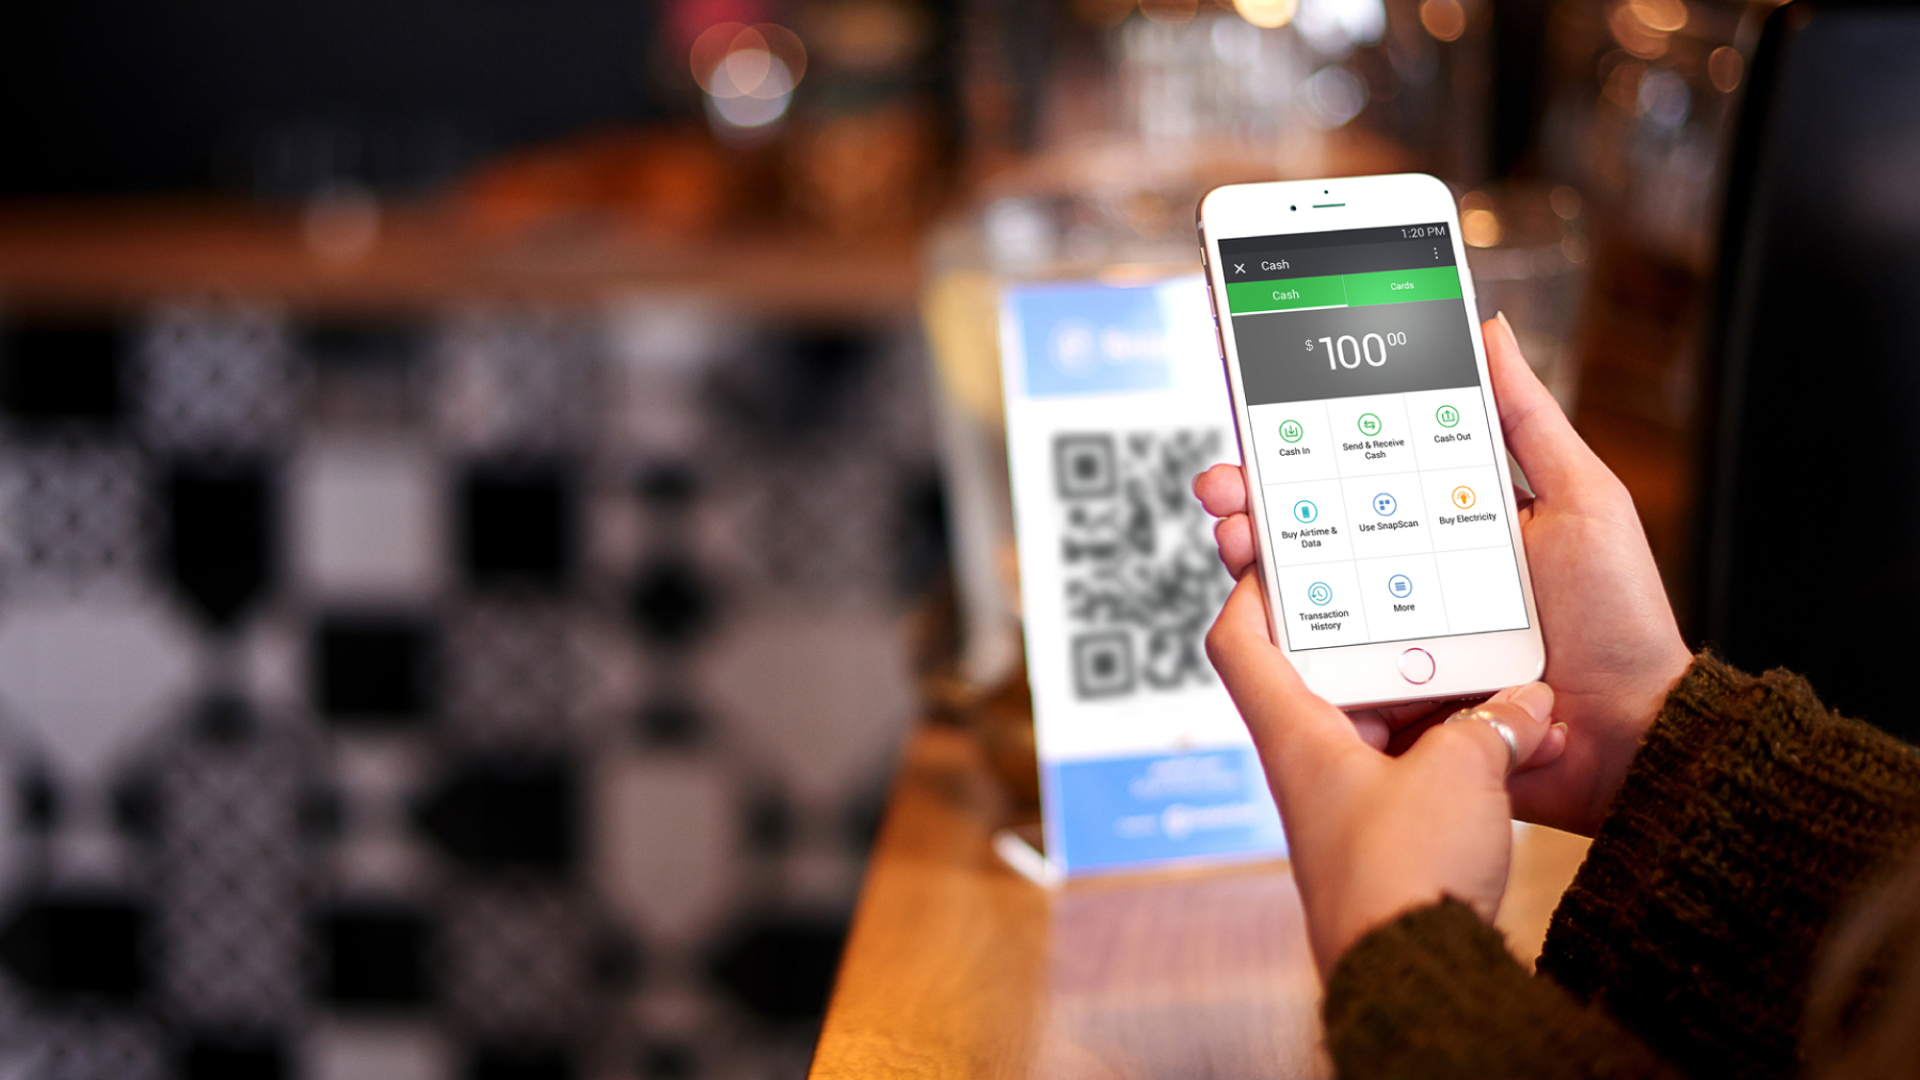 1:20 PM
Cash
Cash Cards
$ 100 00
Cash In
Send & Receive
Cash
Cash Out
Buy Airtime &
Data
Use SnapScan
Buy Electricity
Transaction
History
More